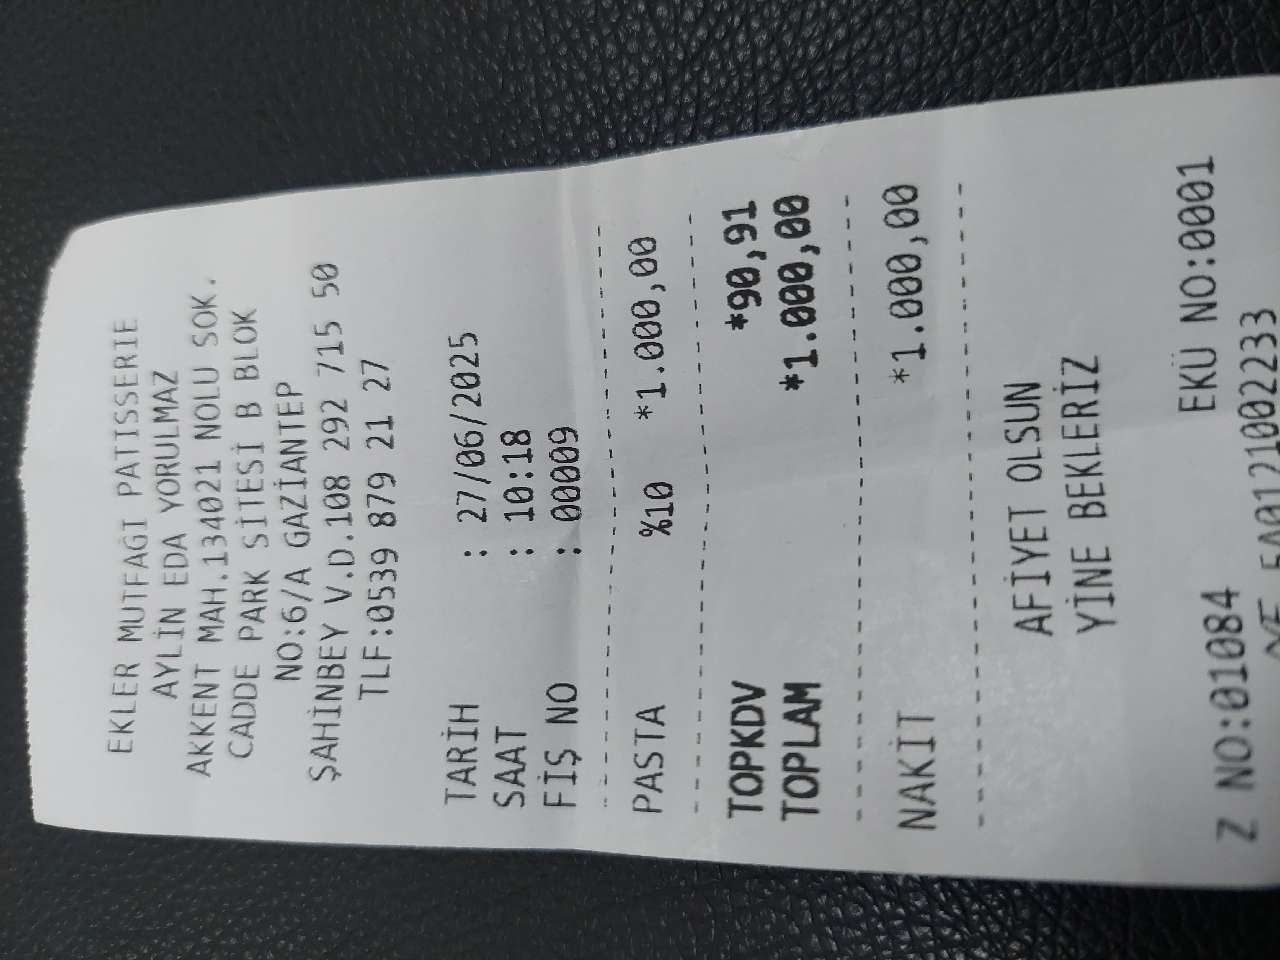 EKLER MUTFAĞI PATISSERIE
AYLİN EDA YORULMAZ
AKKENT MAH.134021 NOLU SOK.
CADDE PARK SİTESİ B BLOK
NO:6/A GAZİANTEP
ŞAHİNBEY V.D.108 292 715 50
TLF:0539 879 21 27
TARİH : 27/06/2025
SAAT : 10:18
FİŞ NO : 00009
PASTA %10 *1.000,00
TOPKDV *90,91
TOPLAM *1.000,00
NAKİT *1.000,00
AFİYET OLSUN
YİNE BEKLERİZ
Z NO:01084 EKÜ NO:0001
5A0121002233